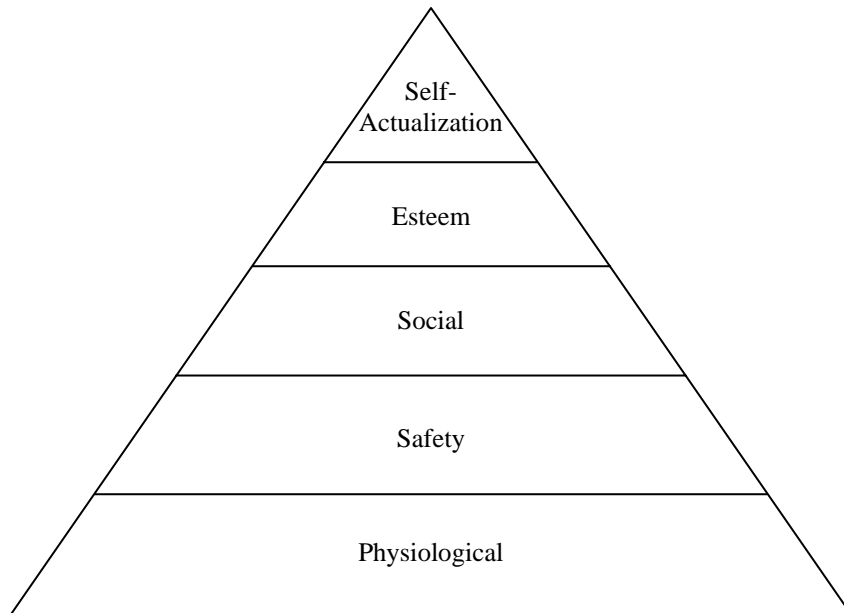 Self-
Actualization
Esteem
Social
Safety
Physiological